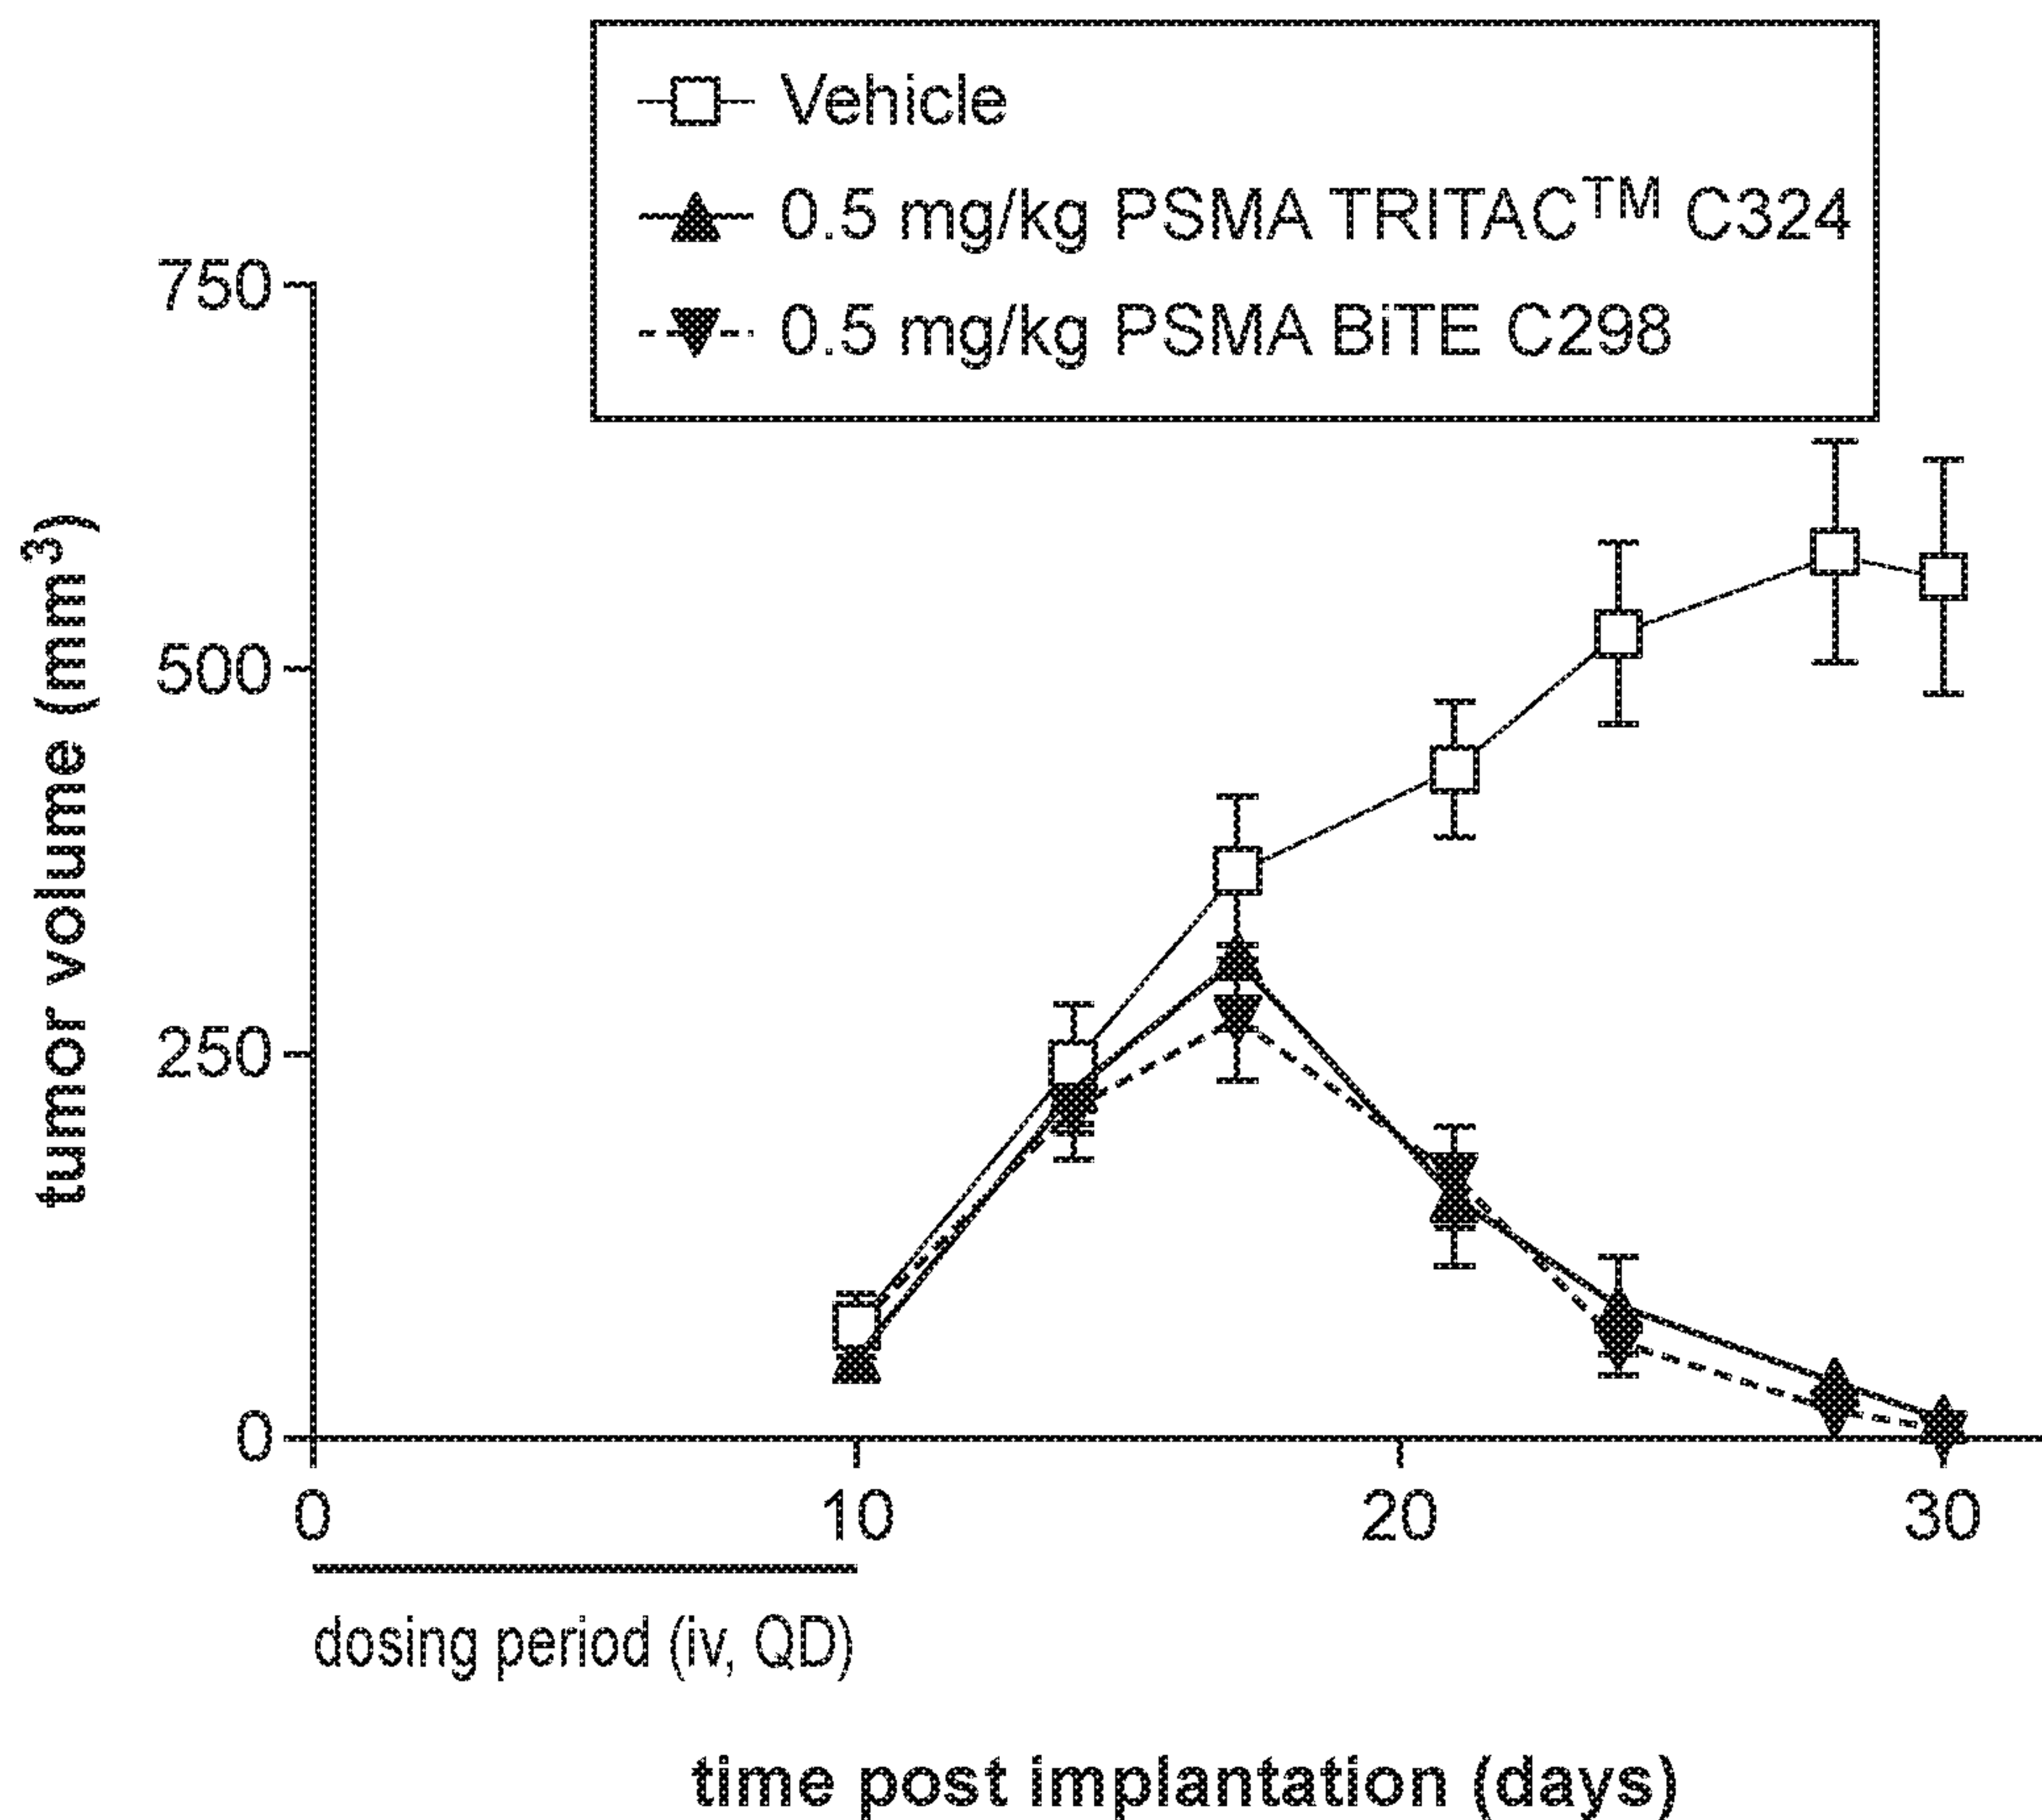 Vehicle
0.5 mg/kg PSMA TRITAC™ C324
0.5 mg/kg PSMA BiTE C298
tumor volume (mm³)
750
500
250
0
0 10 20 30
dosing period (iv, QD)
time post implantation (days)